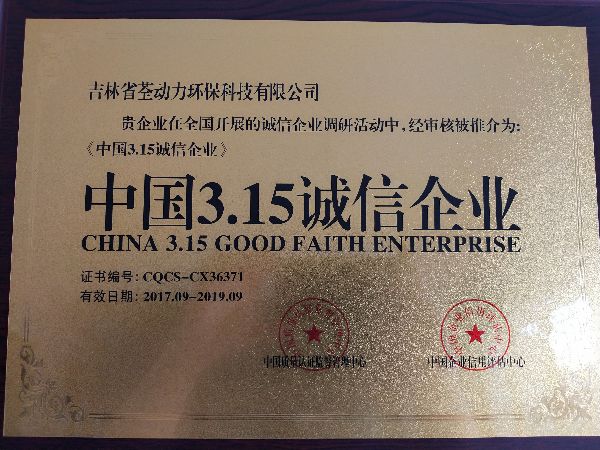 吉林省荃动力环保科技有限公司
贵企业在全国开展的诚信企业调研活动中，经审核被推介为：
《中国3.15诚信企业》
中国3.15诚信企业
CHINA 3.15 GOOD FAITH ENTERPRISE
证书编号：CQCS-CX36371
有效日期：2017.09-2019.09
中国质量认证监督管理中心
中国企业信用评估中心